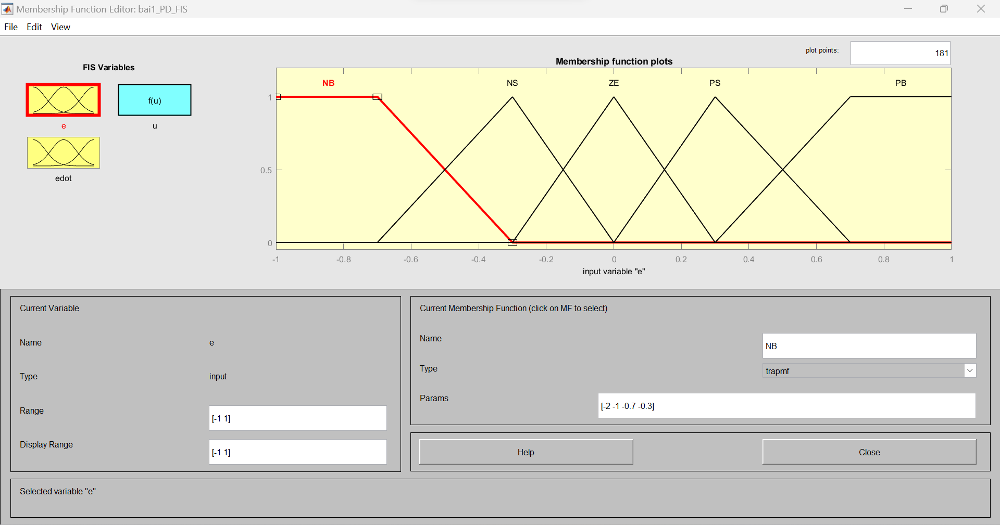 Membership Function Editor: bai1_PD_FIS
File Edit View
plot points: 181
FIS Variables
Membership function plots
f(u)
e
u
edot
NB NS ZE PS PB
1
0.5
0
-1 -0.8 -0.6 -0.4 -0.2 0 0.2 0.4 0.6 0.8 1
input variable "e"
Current Variable
Name e
Type input
Range [-1 1]
Display Range [-1 1]
Current Membership Function (click on MF to select)
Name NB
Type trapmf
Params [-2 -1 -0.7 -0.3]
Help Close
Selected variable "e"